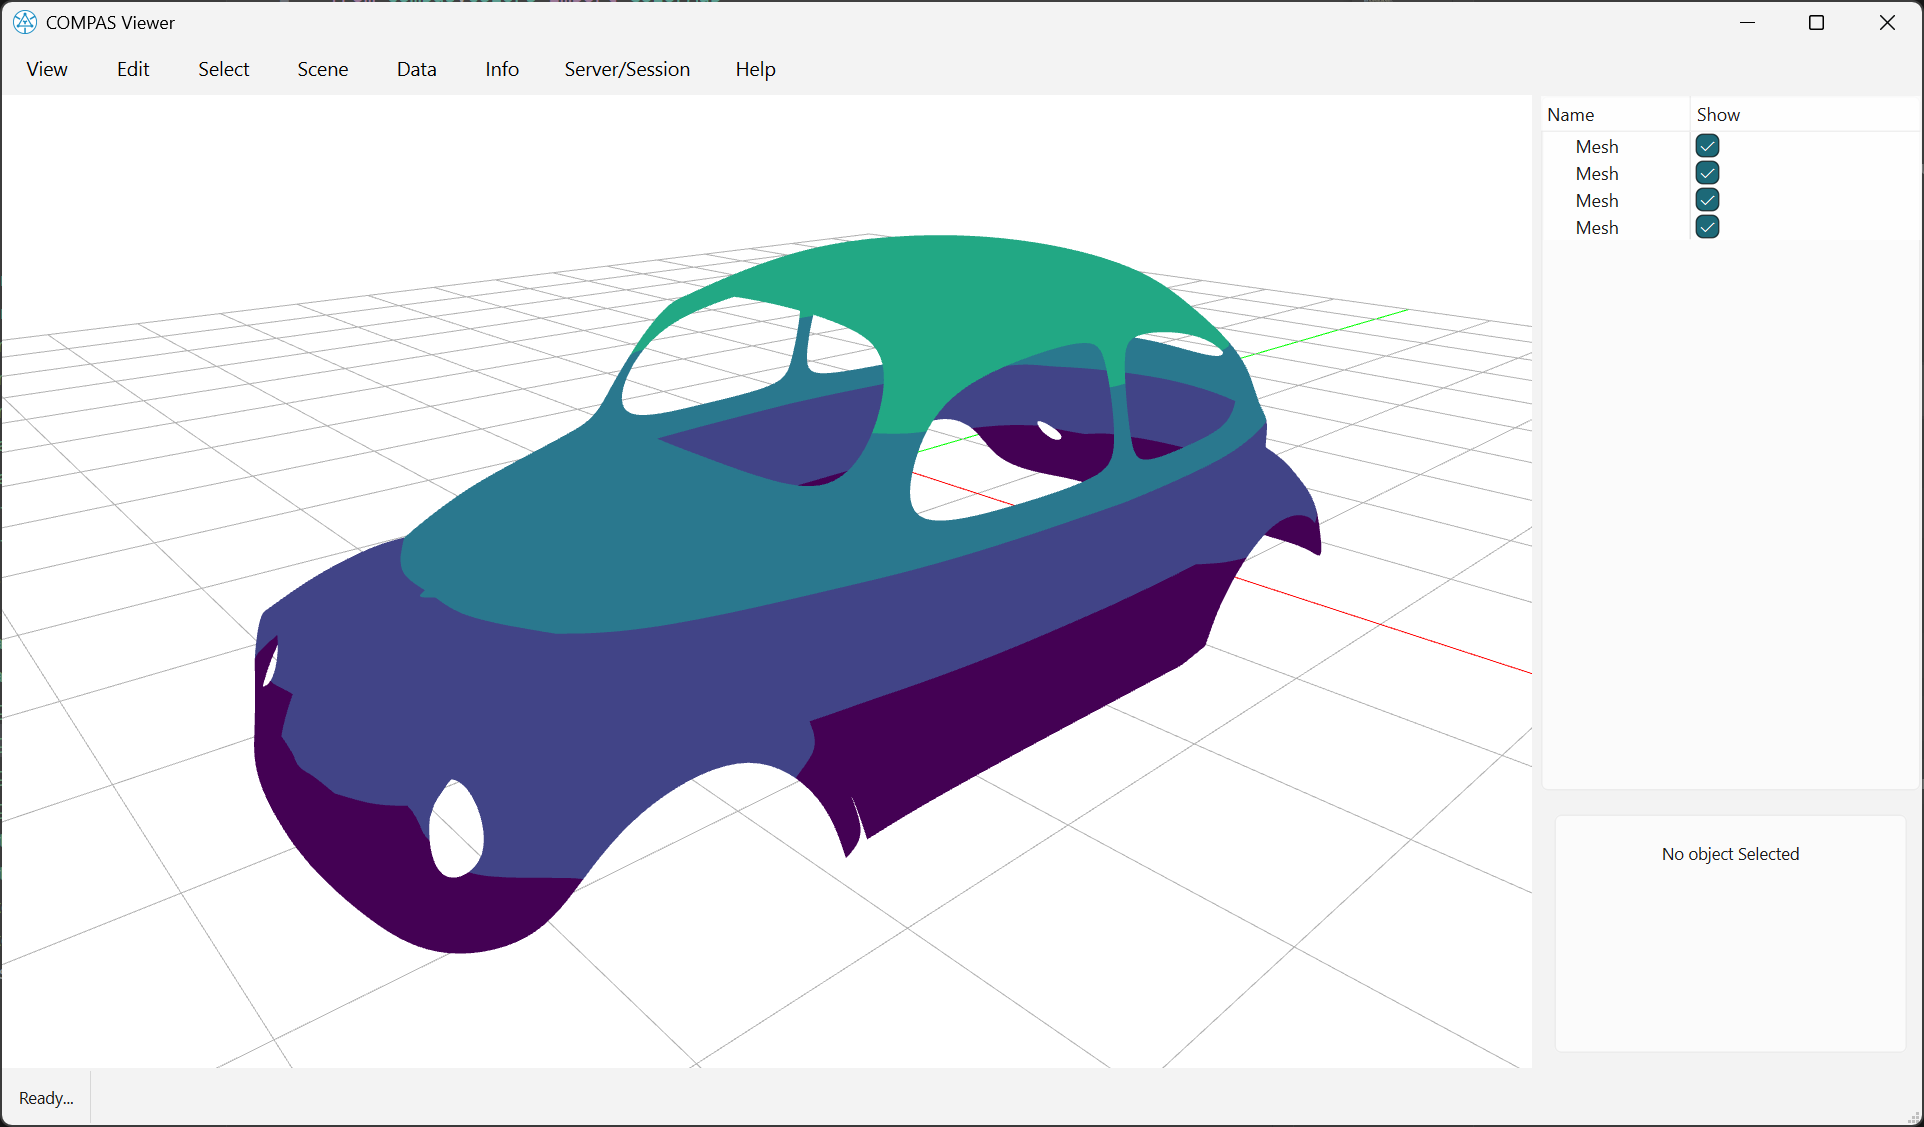 COMPAS Viewer
View Edit Select Scene Data Info Server/Session Help
Name Show
Mesh
Mesh
Mesh
Mesh
No object Selected
Ready...